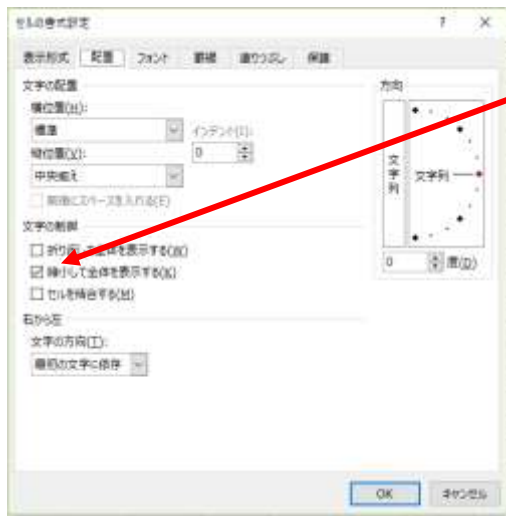 セルの書式設定
? ×
表示形式 配置 フォント 罫線 塗りつぶし 保護
文字の配置
横位置(H):
標準
インデント(I):
0
縦位置(V):
中央揃え
前後にスペースを入れる(E)
文字の制御
折り返して全体を表示する(W)
縮小して全体を表示する(K)
セルを結合する(M)
右から左
文字の方向(T):
最初の文字に依存
方向
文字列
文字列
0 度(D)
OK キャンセル